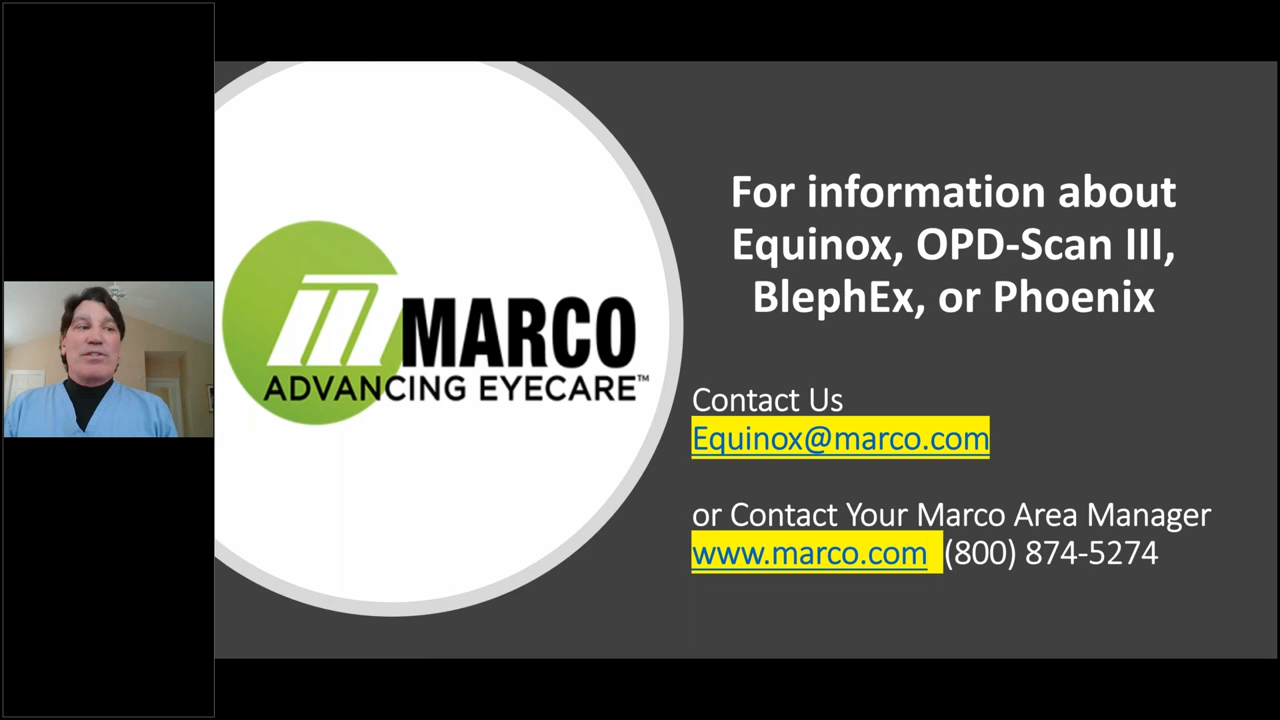 MARCO
ADVANCING EYECARE™
For information about
Equinox, OPD-Scan III,
BlephEx, or Phoenix
Contact Us
Equinox@marco.com
or Contact Your Marco Area Manager
www.marco.com (800) 874-5274